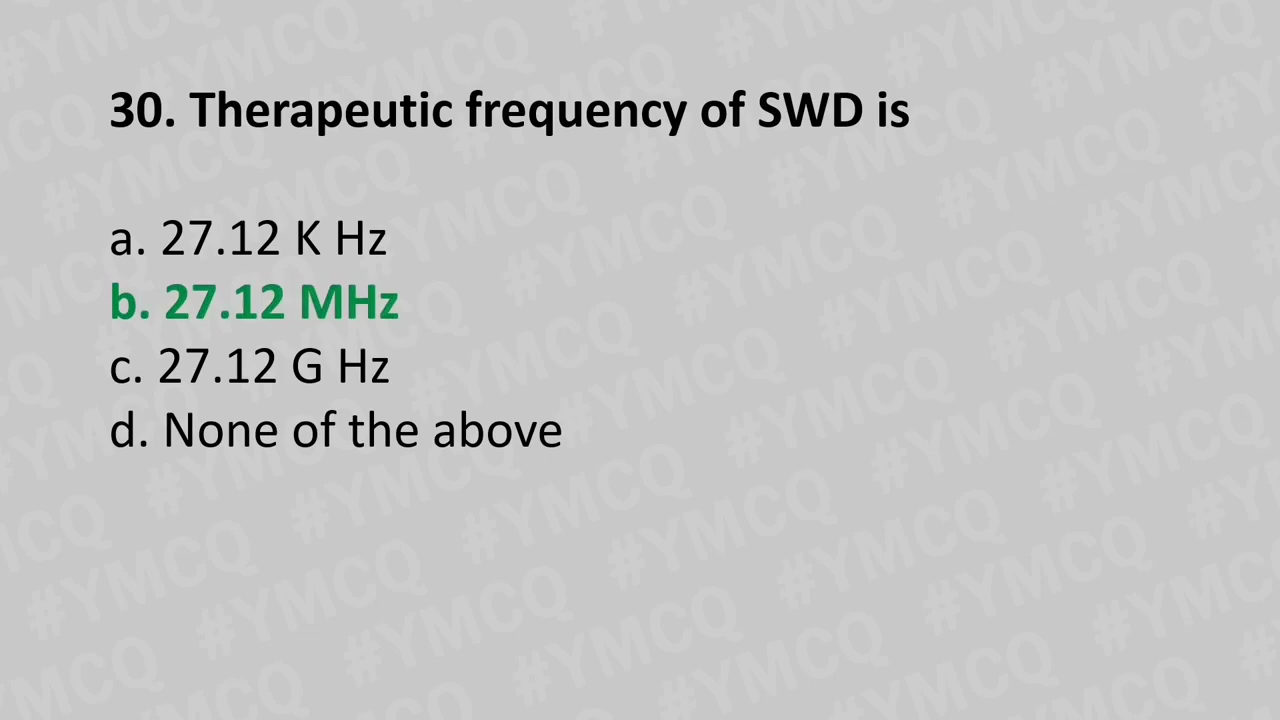 30. Therapeutic frequency of SWD is
a. 27.12 K Hz
b. 27.12 MHz
c. 27.12 G Hz
d. None of the above
#YMCQ